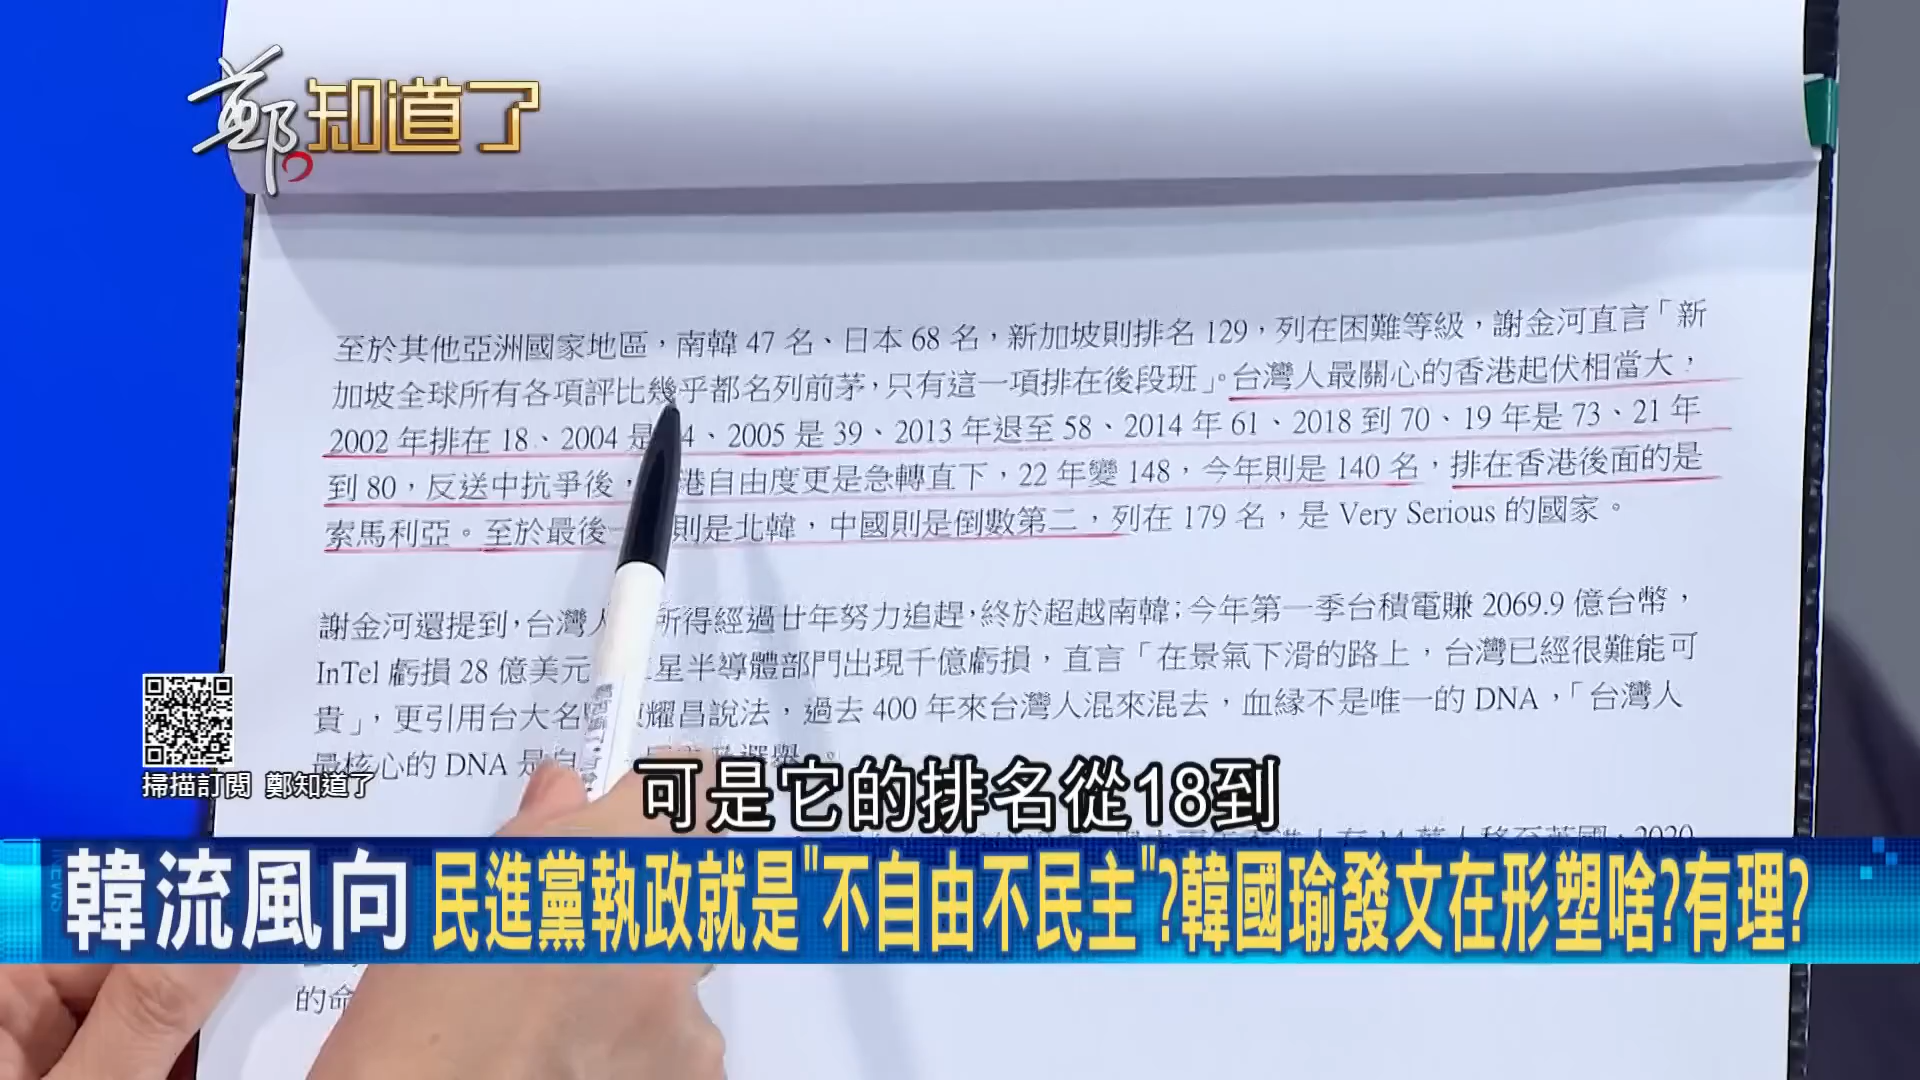 鄭知道了
至於其他亞洲國家地區，南韓 47 名、日本 68 名，新加坡則排名 129，列在困難等級，謝金河直言「新
加坡全球所有各項評比幾乎都名列前茅，只有這一項排在後段班」。台灣人最關心的香港起伏相當大，
2002 年排在 18、2004 是 4、2005 是 39、2013 年退至 58、2014 年 61、2018 到 70、19 年是 73、21 年
到 80，反送中抗爭後，港自由度更是急轉直下，22 年變 148，今年則是 140 名，排在香港後面的是
索馬利亞。至於最後一則是北韓，中國則是倒數第二，列在 179 名，是 Very Serious 的國家。
謝金河還提到，台灣人所得經過廿年努力追趕，終於超越南韓；今年第一季台積電賺 2069.9 億台幣，
InTel 虧損 28 億美元星半導體部門出現千億虧損，直言「在景氣下滑的路上，台灣已經很難能可
貴」，更引用台大名耀昌說法，過去 400 年來台灣人混來混去，血緣不是唯一的 DNA，「台灣人
最核心的 DNA 是自選舉。
掃描訂閱 鄭知道了
可是它的排名從18到
韓流風向 民進黨執政就是"不自由不民主"?韓國瑜發文在形塑啥?有理?
的命